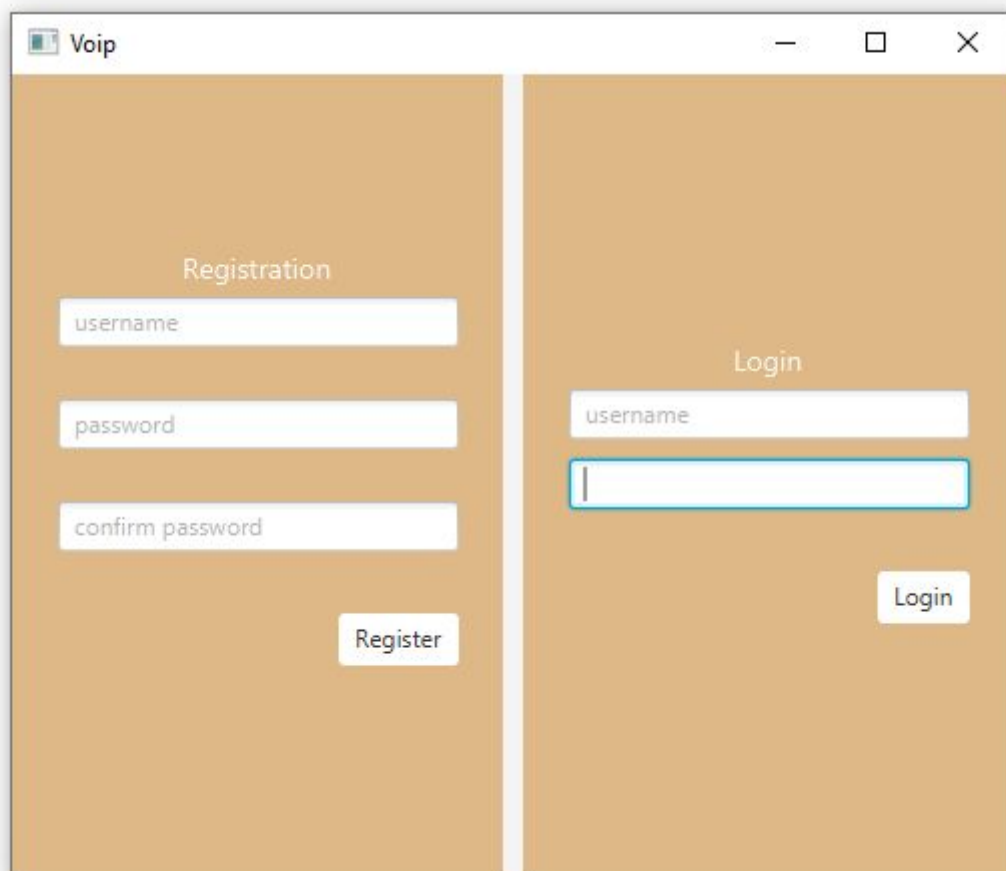 Voip
Registration
username
password
confirm password
Register
Login
username
Login